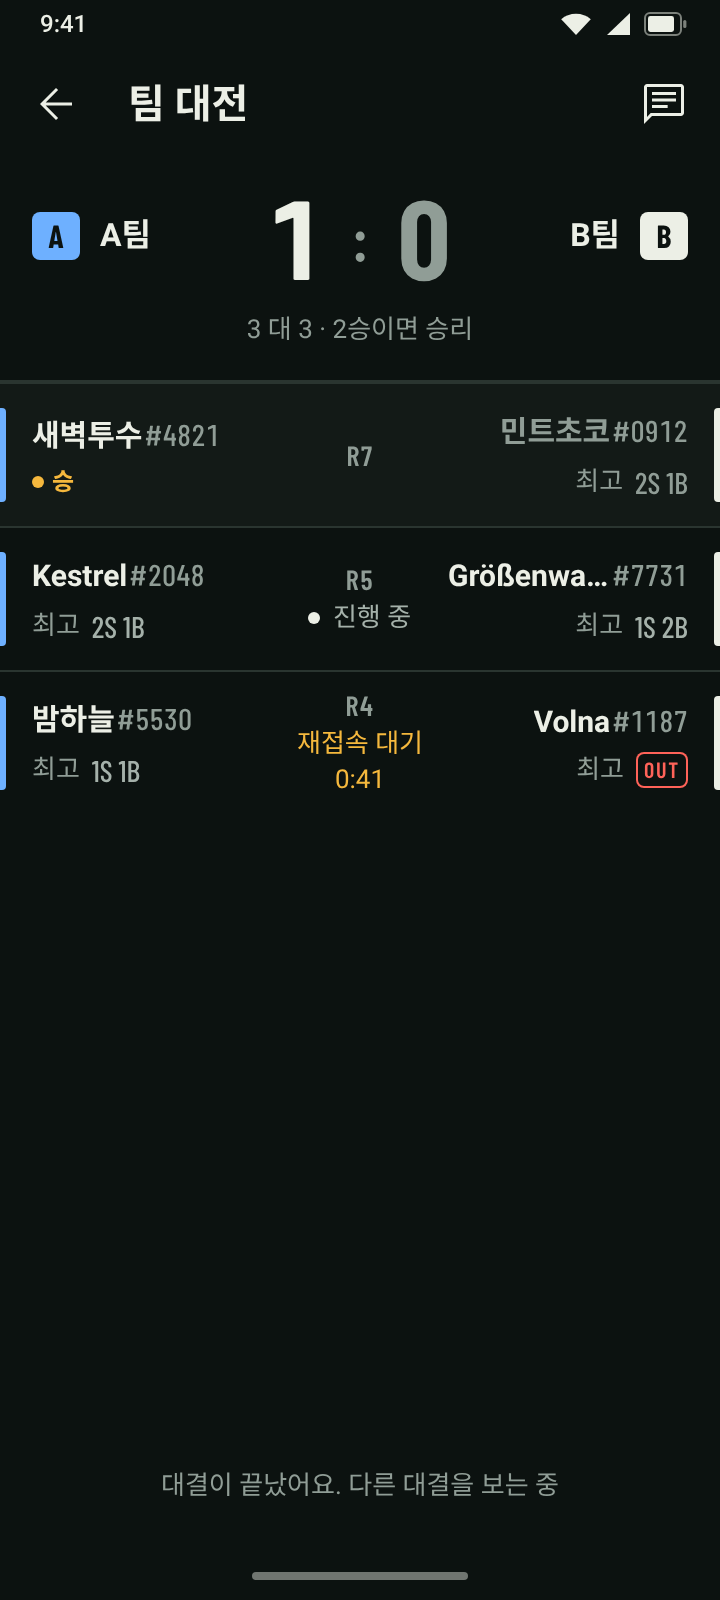 9:41
팀 대전
A A팀 1 : 0 B팀 B
3 대 3 · 2승이면 승리
새벽투수#4821 R7 민트초코#0912
승 최고 2S 1B
Kestrel#2048 R5 Größenwa...#7731
최고 2S 1B 진행 중 최고 1S 2B
밤하늘#5530 R4 Volna#1187
최고 1S 1B 재접속 대기 최고 OUT
0:41
대결이 끝났어요. 다른 대결을 보는 중